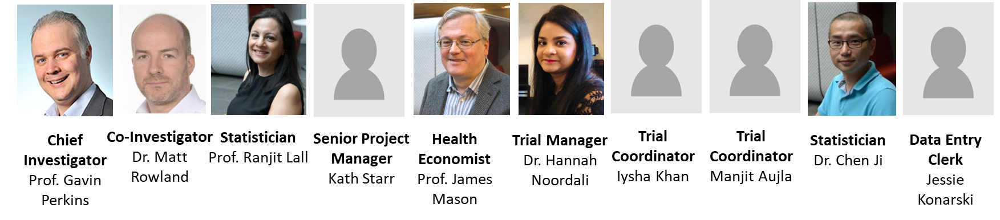 Chief
Investigator
Prof. Gavin
Perkins
Co-Investigator
Dr. Matt
Rowland
Statistician
Prof. Ranjit Lall
Senior Project
Manager
Kath Starr
Health
Economist
Prof. James
Mason
Trial Manager
Dr. Hannah
Noordali
Trial
Coordinator
Iysha Khan
Trial
Coordinator
Manjit Aujla
Statistician
Dr. Chen Ji
Data Entry
Clerk
Jessie
Konarski